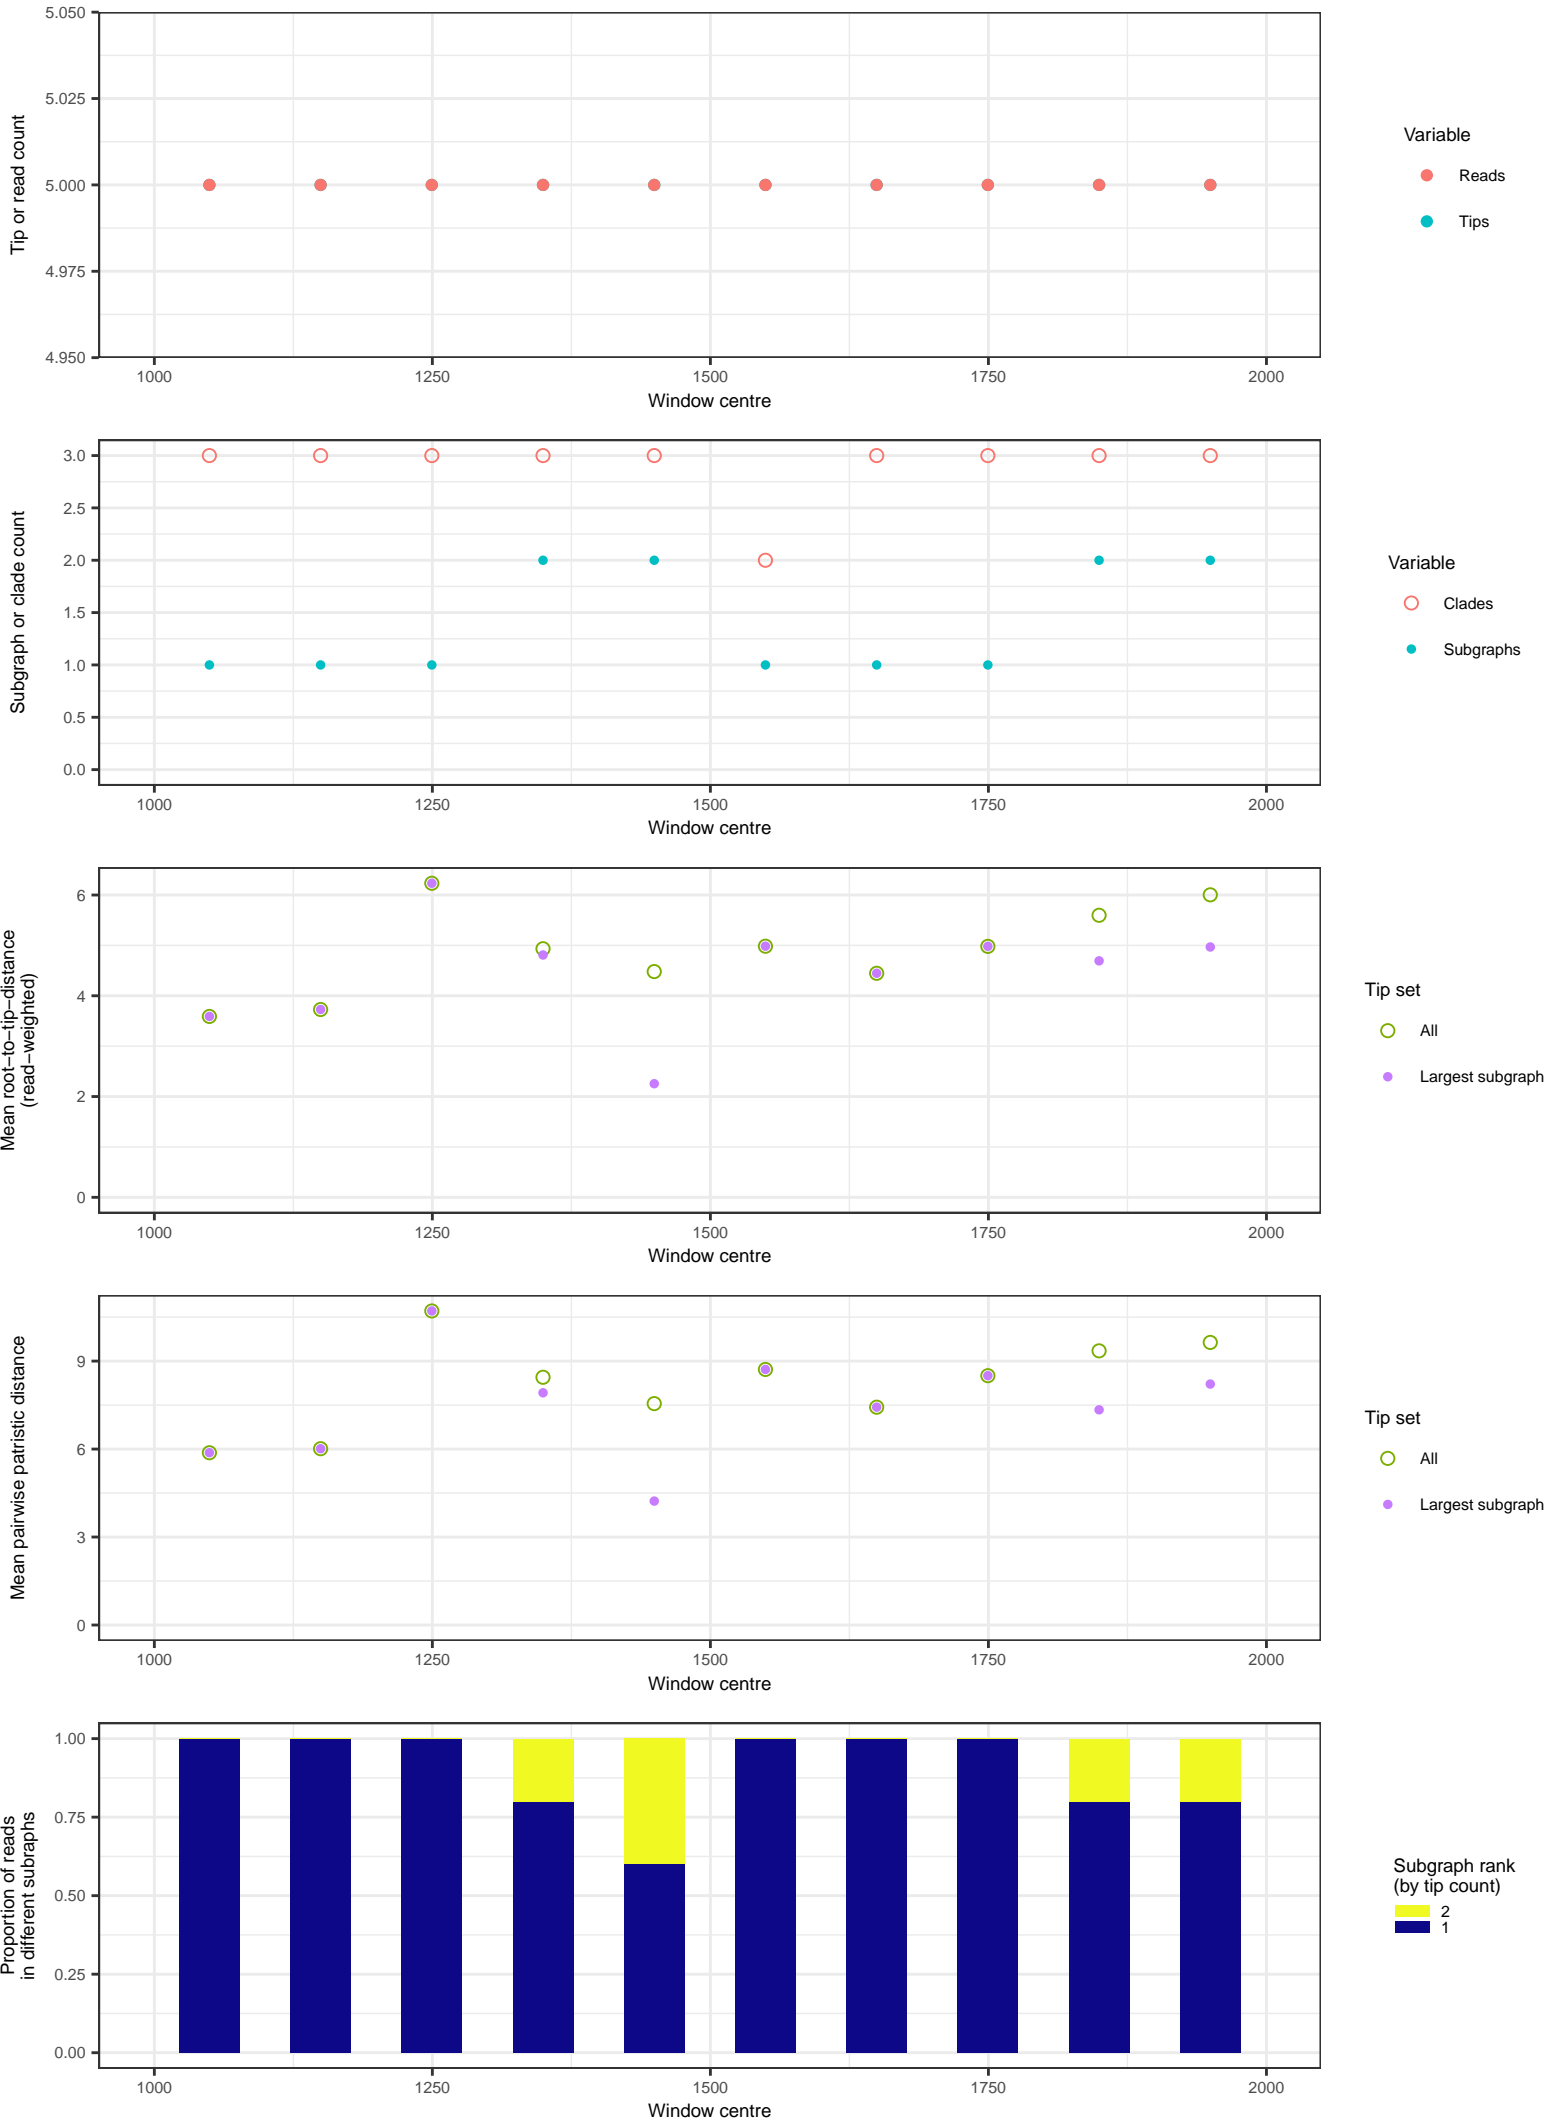 5.050
5.025
5.000
4.975
4.950
Tip or read count
1000 1250 1500 1750 2000
Window centre
Variable
Reads
Tips
3.0
2.5
2.0
1.5
1.0
0.5
0.0
Subgraph or clade count
1000 1250 1500 1750 2000
Window centre
Variable
Clades
Subgraphs
6
4
2
0
Mean root−to−tip−distance
(read−weighted)
1000 1250 1500 1750 2000
Window centre
Tip set
All
Largest subgraph
9
6
3
0
Mean pairwise patristic distance
1000 1250 1500 1750 2000
Window centre
Tip set
All
Largest subgraph
1.00
0.75
0.50
0.25
0.00
Proportion of reads
in different subraphs
1000 1250 1500 1750 2000
Window centre
Subgraph rank
(by tip count)
2
1